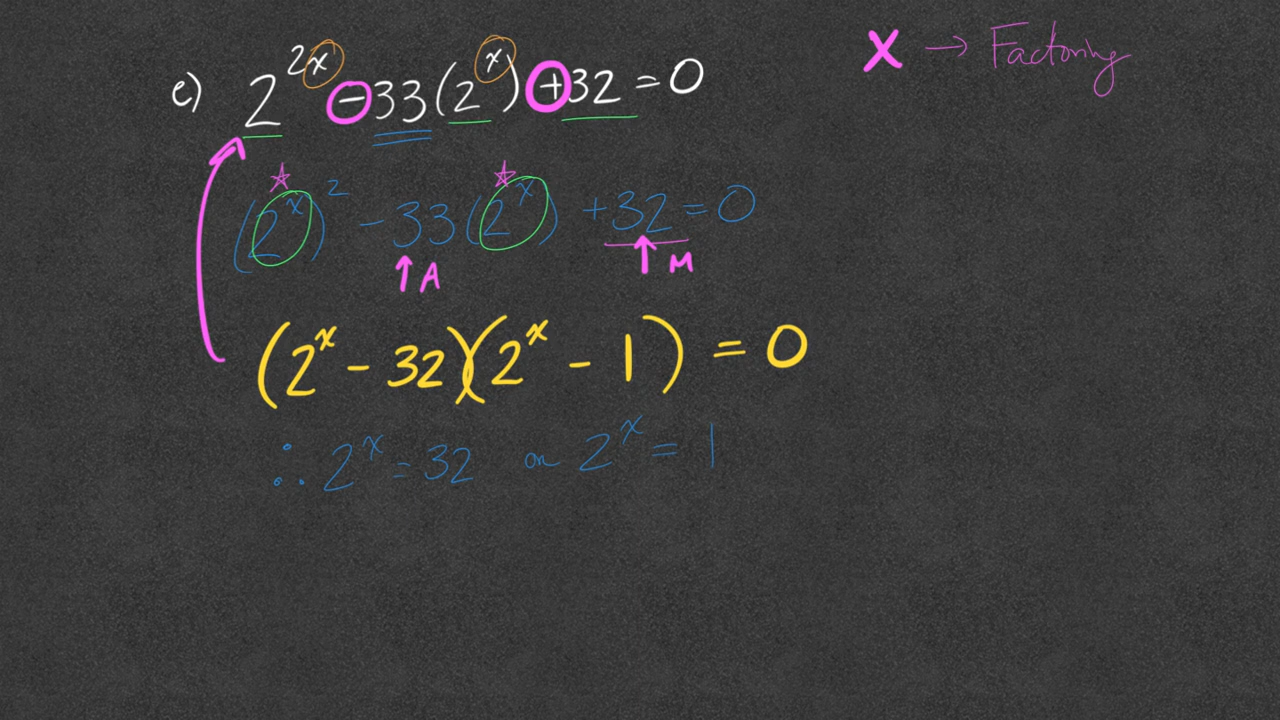 e) 2^{2x} - 33(2^x) + 32 = 0
x → Factoring
(2^x)^2 - 33(2^x) + 32 = 0
↑ A ↑ M
(2^x - 32)(2^x - 1) = 0
∴ 2^x = 32 or 2^x = 1